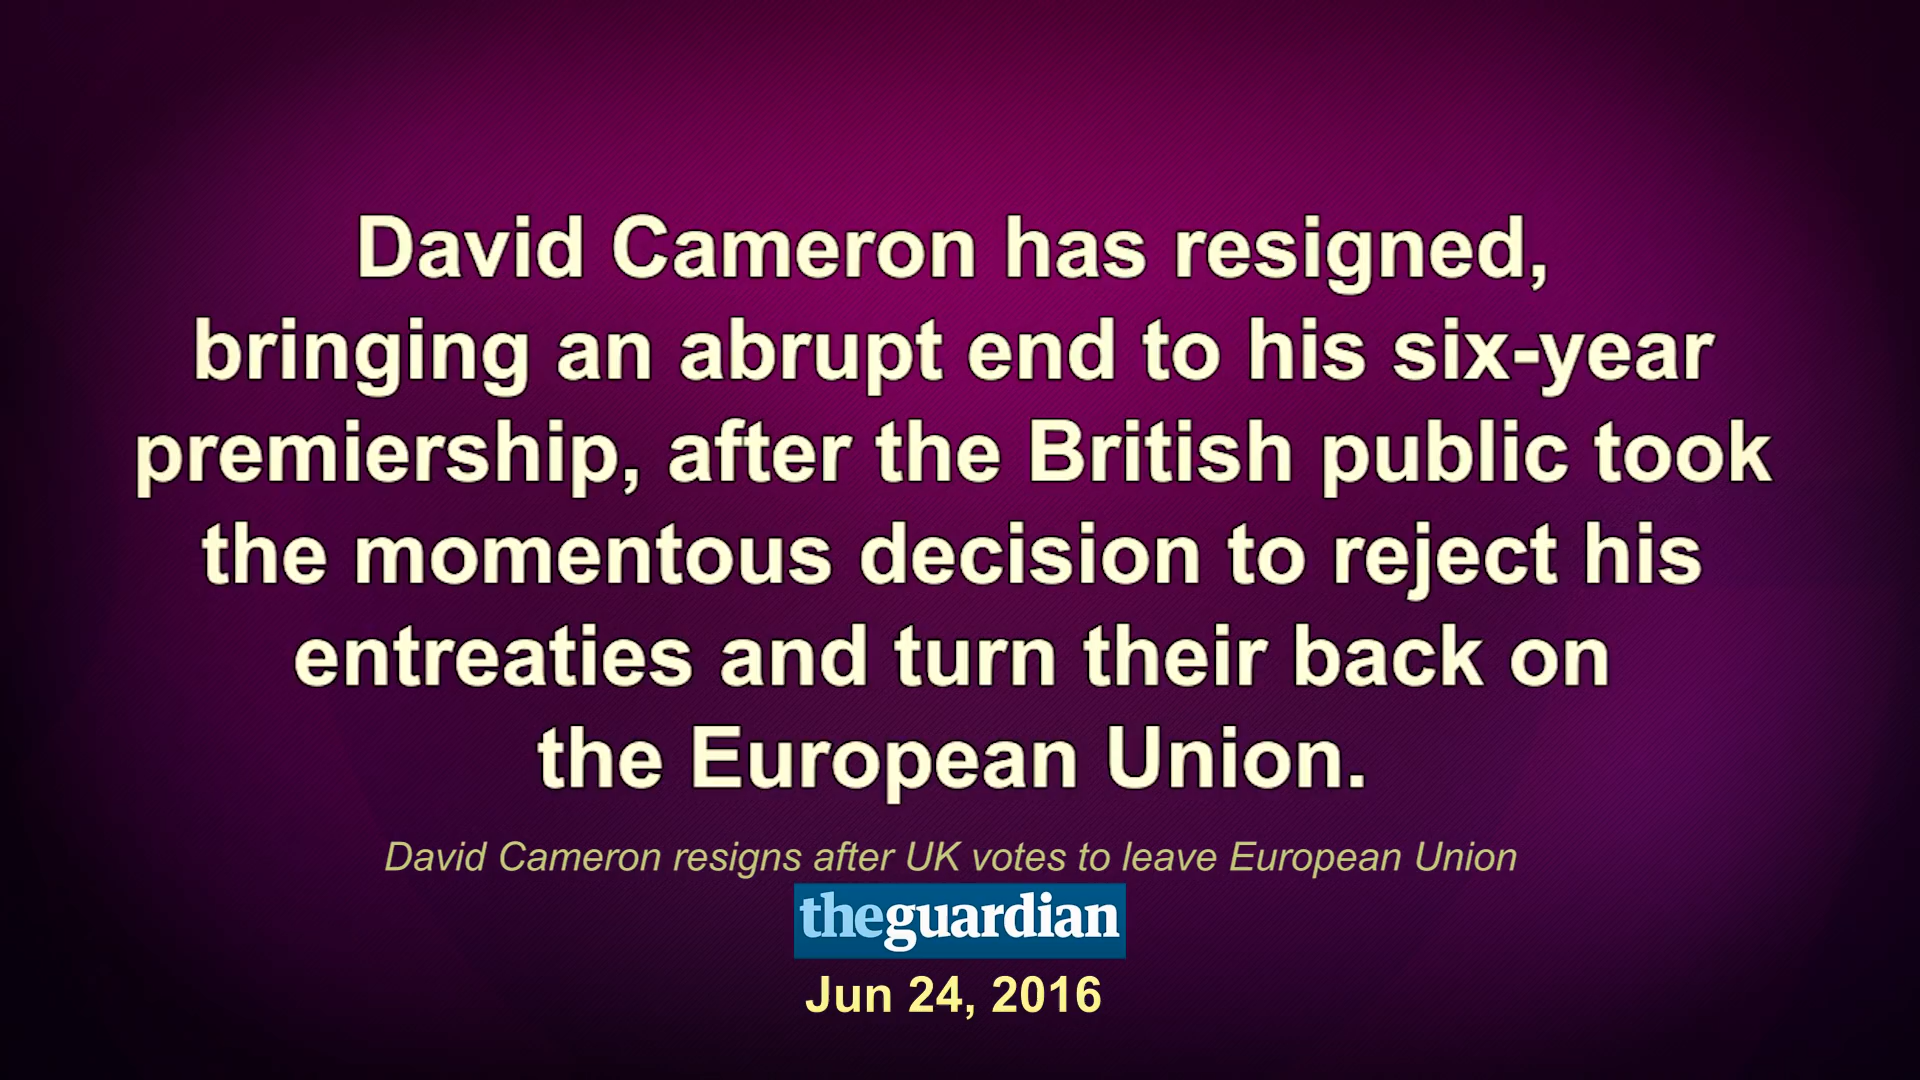 David Cameron has resigned,
bringing an abrupt end to his six-year
premiership, after the British public took
the momentous decision to reject his
entreaties and turn their back on
the European Union.
David Cameron resigns after UK votes to leave European Union
theguardian
Jun 24, 2016